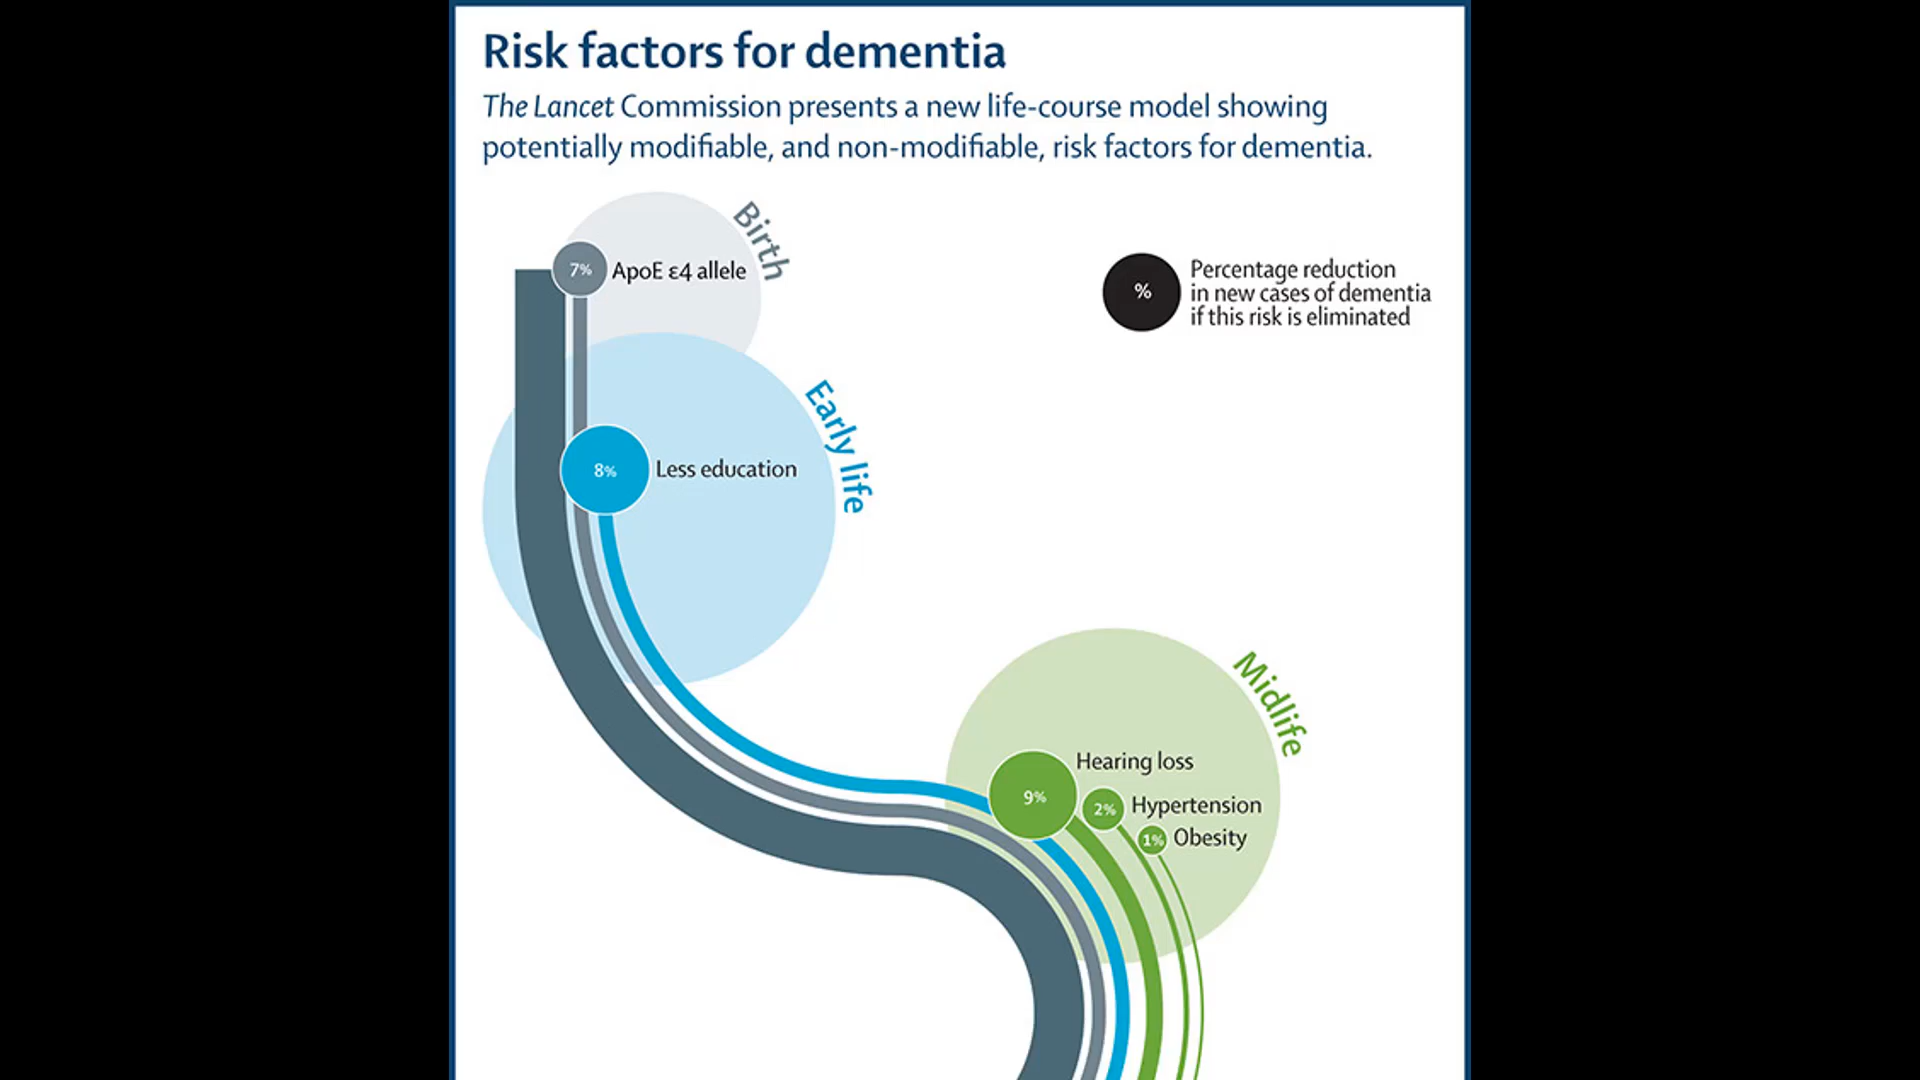 Risk factors for dementia
The Lancet Commission presents a new life-course model showing
potentially modifiable, and non-modifiable, risk factors for dementia.
Birth
7% ApoE ε4 allele
%
Percentage reduction
in new cases of dementia
if this risk is eliminated
Early life
8% Less education
Midlife
Hearing loss
9%
2% Hypertension
1% Obesity